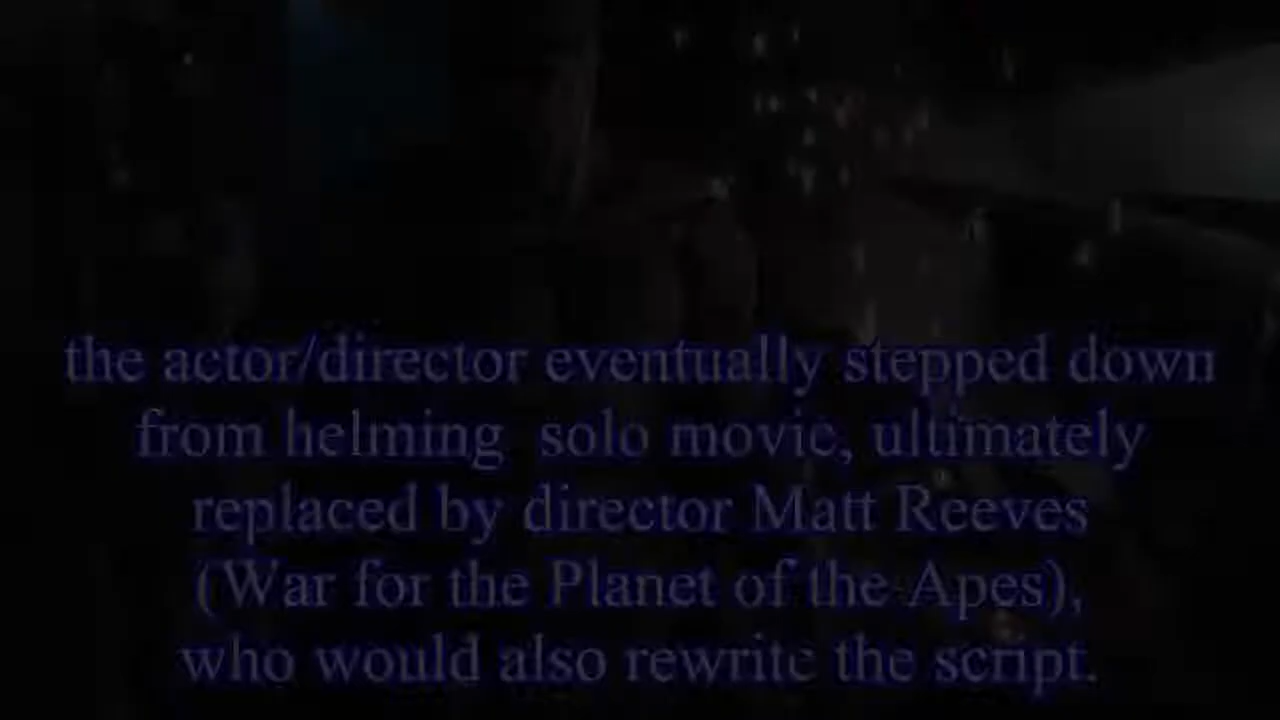 the actor/director eventually stepped down
from helming  solo movie, ultimately
replaced by director Matt Reeves
(War for the Planet of the Apes),
who would also rewrite the script.